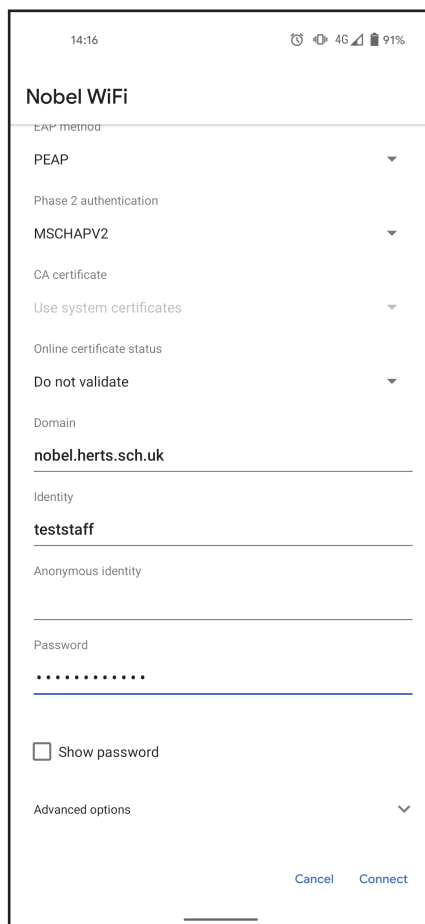 14:16 4G 91%
Nobel WiFi
EAP method
PEAP
Phase 2 authentication
MSCHAPV2
CA certificate
Use system certificates
Online certificate status
Do not validate
Domain
nobel.herts.sch.uk
Identity
teststaff
Anonymous identity
Password
••••••••••••
Show password
Advanced options
Cancel Connect